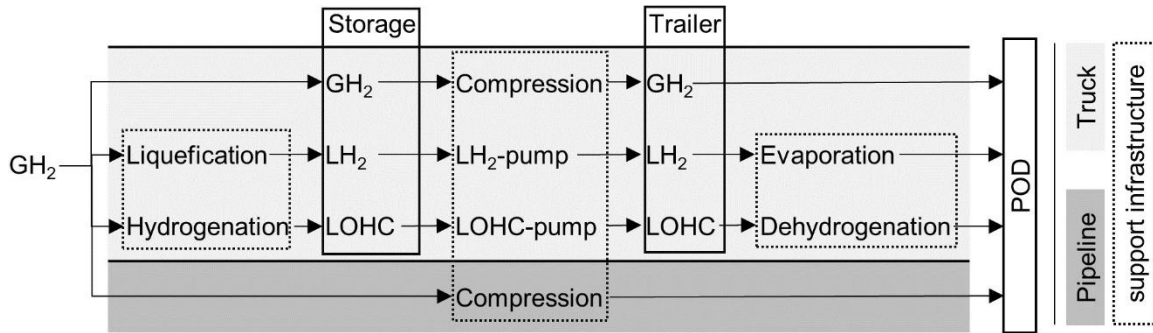 Storage
Trailer
GH₂
Compression
GH₂
GH₂
Liquefication
LH₂
LH₂-pump
LH₂
Evaporation
Hydrogenation
LOHC
LOHC-pump
LOHC
Dehydrogenation
Compression
POD
Truck
Pipeline
support infrastructure